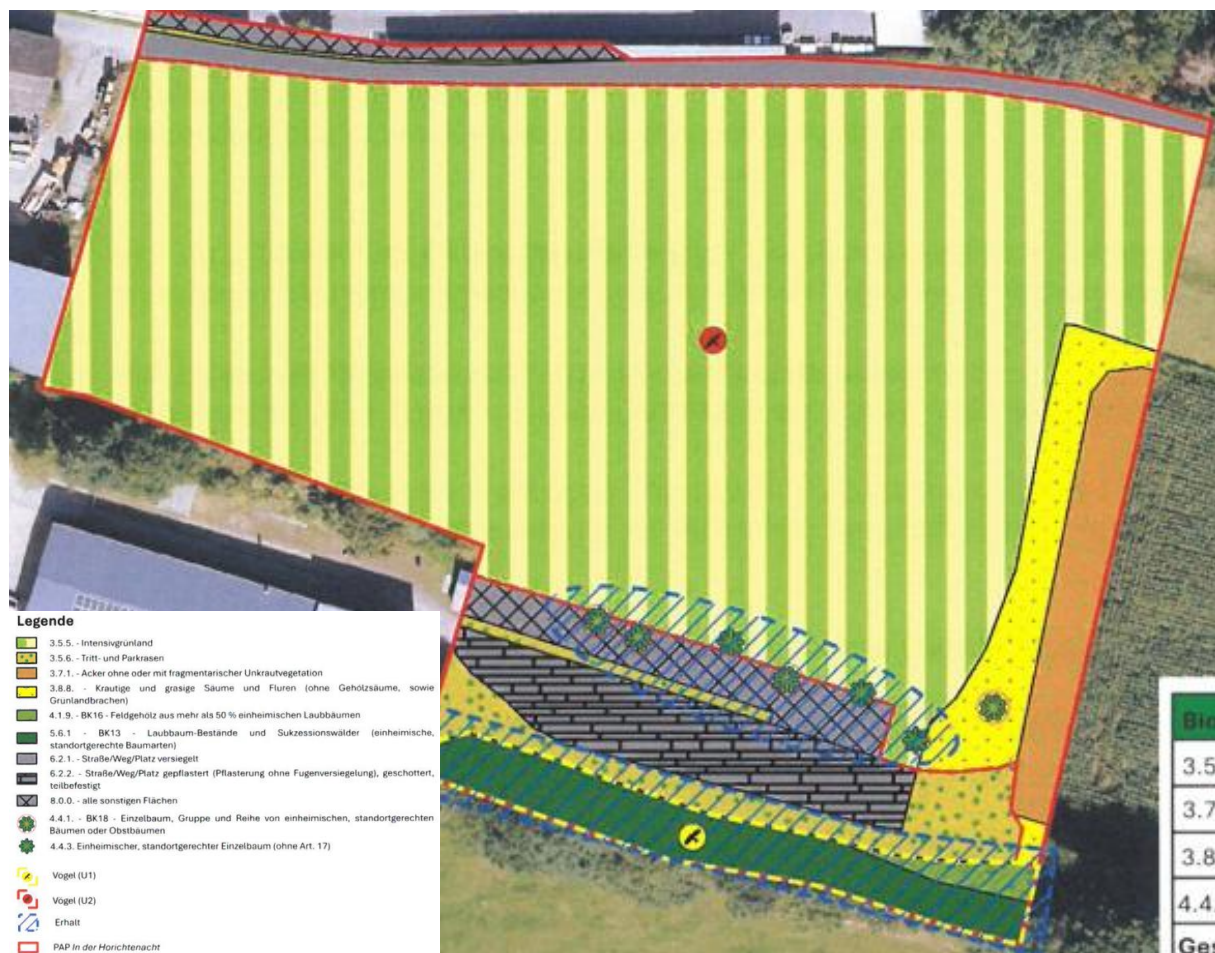 Legende
3.5.5. - Intensivgrünland
3.5.6. - Tritt- und Parkrasen
3.7.1. - Äcker ohne oder mit fragmentarischer Unkrautvegetation
3.8.8. - Krautige und grasige Säume und Fluren (ohne Gehölzsäume, sowie
Grünlandbrachen)
4.1.9. - BK16 - Feldgehölz aus mehr als 50 % einheimischen Laubbäumen
5.6.1 - BK13 - Laubbaum-Bestände und Sukzessionswälder (einheimische,
standortgerechte Baumarten)
6.2.1. - Straße/Weg/Platz versiegelt
6.2.2. - Straße/Weg/Platz gepflastert (Pflasterung ohne Fugenversiegelung), geschottert,
teilbefestigt
8.0.0. - alle sonstigen Flächen
4.4.1. - BK18 - Einzelbaum, Gruppe und Reihe von einheimischen, standortgerechten
Bäumen oder Obstbäumen
4.4.3. Einheimischer, standortgerechter Einzelbaum (ohne Art. 17)
Vögel (U1)
Vögel (U2)
Erhalt
PAP In der Horichtenacht
3.5
3.7
3.8
4.4
Ges